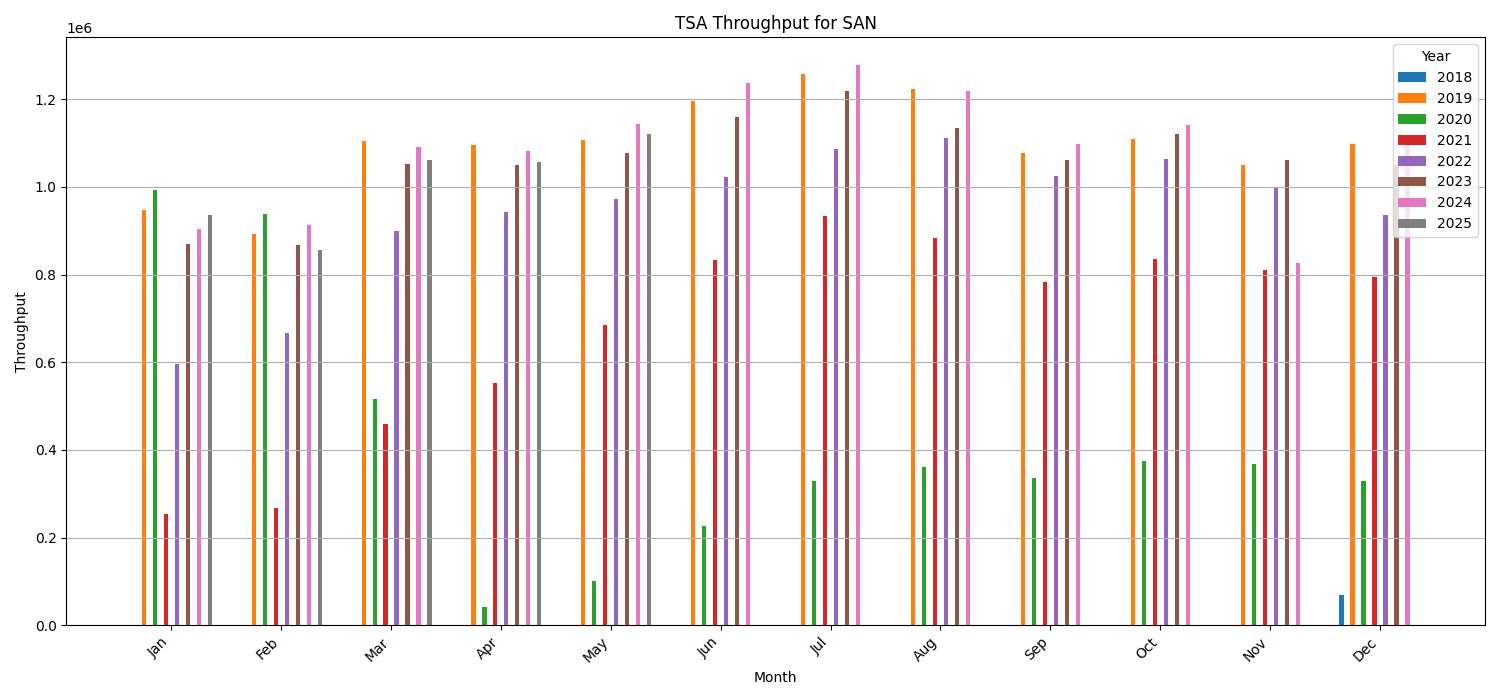 TSA Throughput for SAN
1e6
Year
2018
2019
2020
2021
2022
2023
2024
2025
1.2
1.0
0.8
0.6
0.4
0.2
0.0
Throughput
Jan
Feb
Mar
Apr
May
Jun
Jul
Aug
Sep
Oct
Nov
Dec
Month